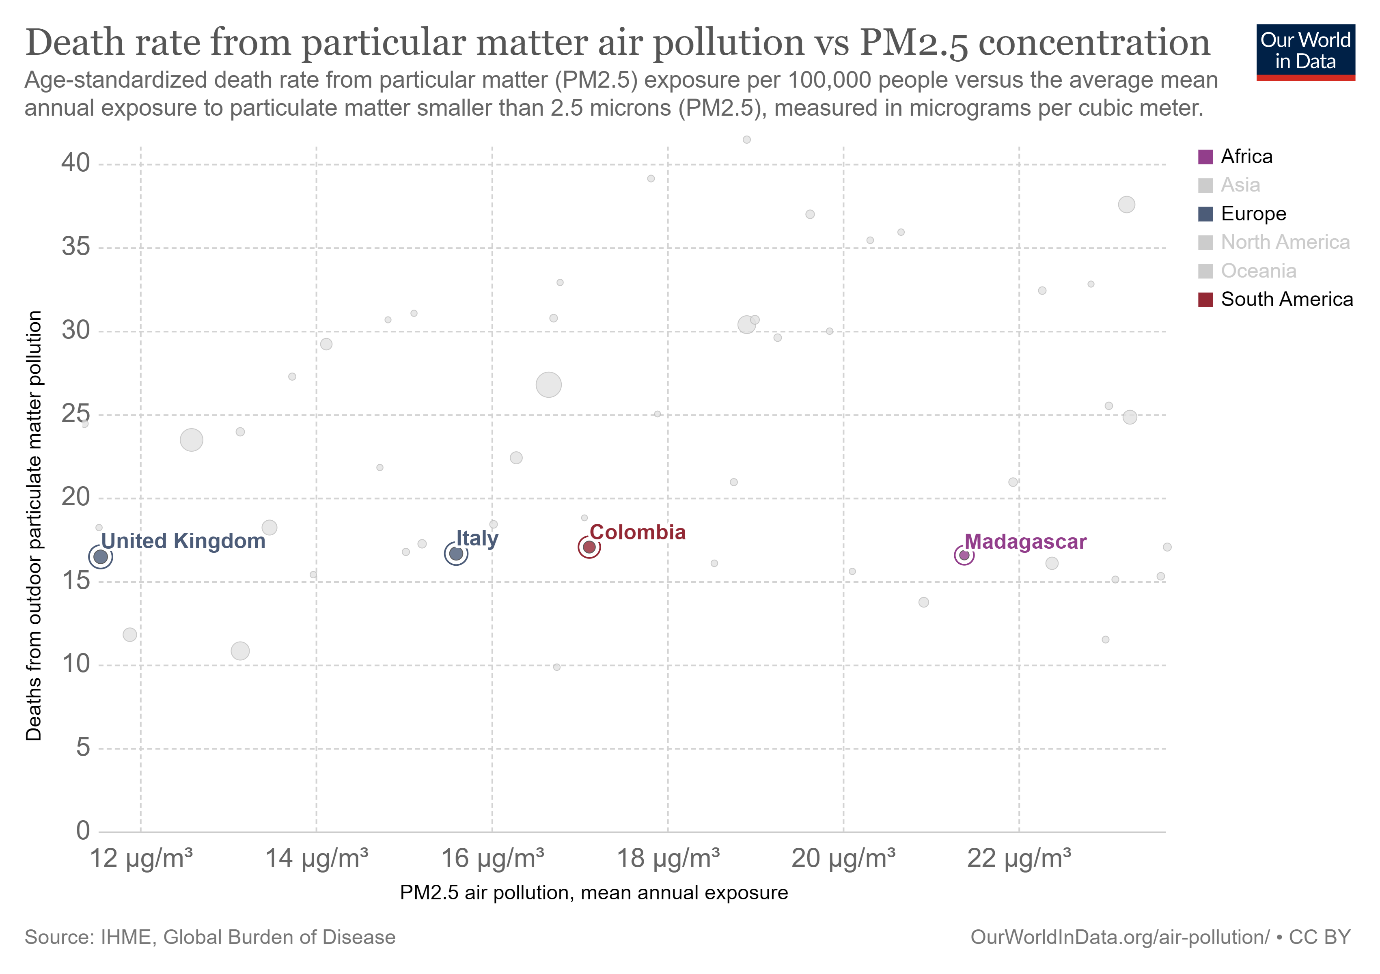 Death rate from particular matter air pollution vs PM2.5 concentration
Our World
in Data
Age-standardized death rate from particular matter (PM2.5) exposure per 100,000 people versus the average mean
annual exposure to particulate matter smaller than 2.5 microns (PM2.5), measured in micrograms per cubic meter.
Africa
Asia
Europe
North America
Oceania
South America
Deaths from outdoor particulate matter pollution
40
35
30
25
20
15
10
5
0
United Kingdom
Italy
Colombia
Madagascar
12 µg/m³ 14 µg/m³ 16 µg/m³ 18 µg/m³ 20 µg/m³ 22 µg/m³
PM2.5 air pollution, mean annual exposure
Source: IHME, Global Burden of Disease
OurWorldInData.org/air-pollution/ • CC BY